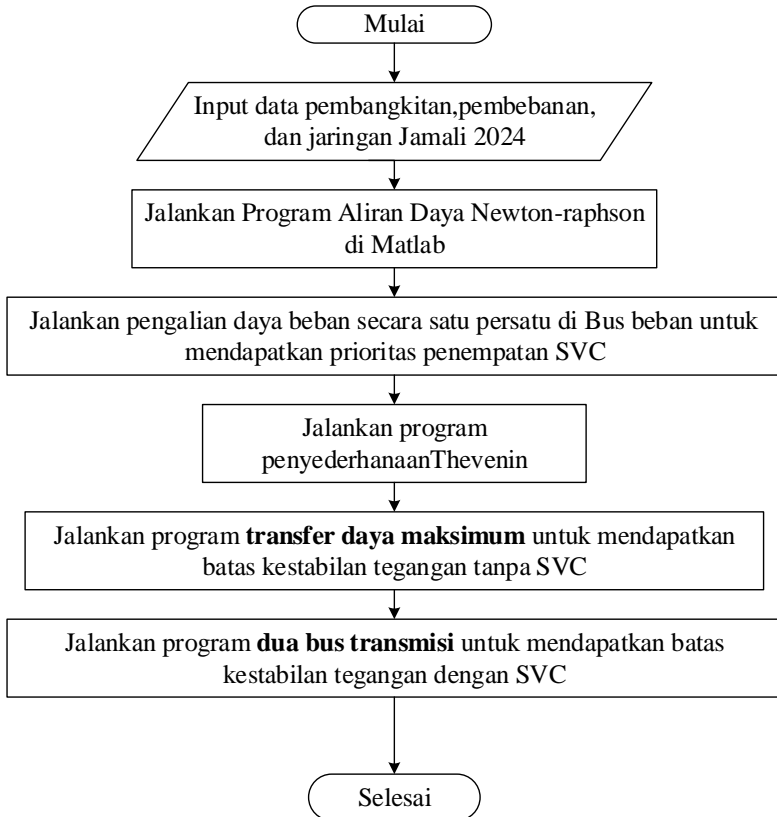 Mulai
Input data pembangkitan,pembebanan,
dan jaringan Jamali 2024
Jalankan Program Aliran Daya Newton-raphson
di Matlab
Jalankan pengalian daya beban secara satu persatu di Bus beban untuk
mendapatkan prioritas penempatan SVC
Jalankan program
penyederhanaanThevenin
Jalankan program transfer daya maksimum untuk mendapatkan
batas kestabilan tegangan tanpa SVC
Jalankan program dua bus transmisi untuk mendapatkan batas
kestabilan tegangan dengan SVC
Selesai